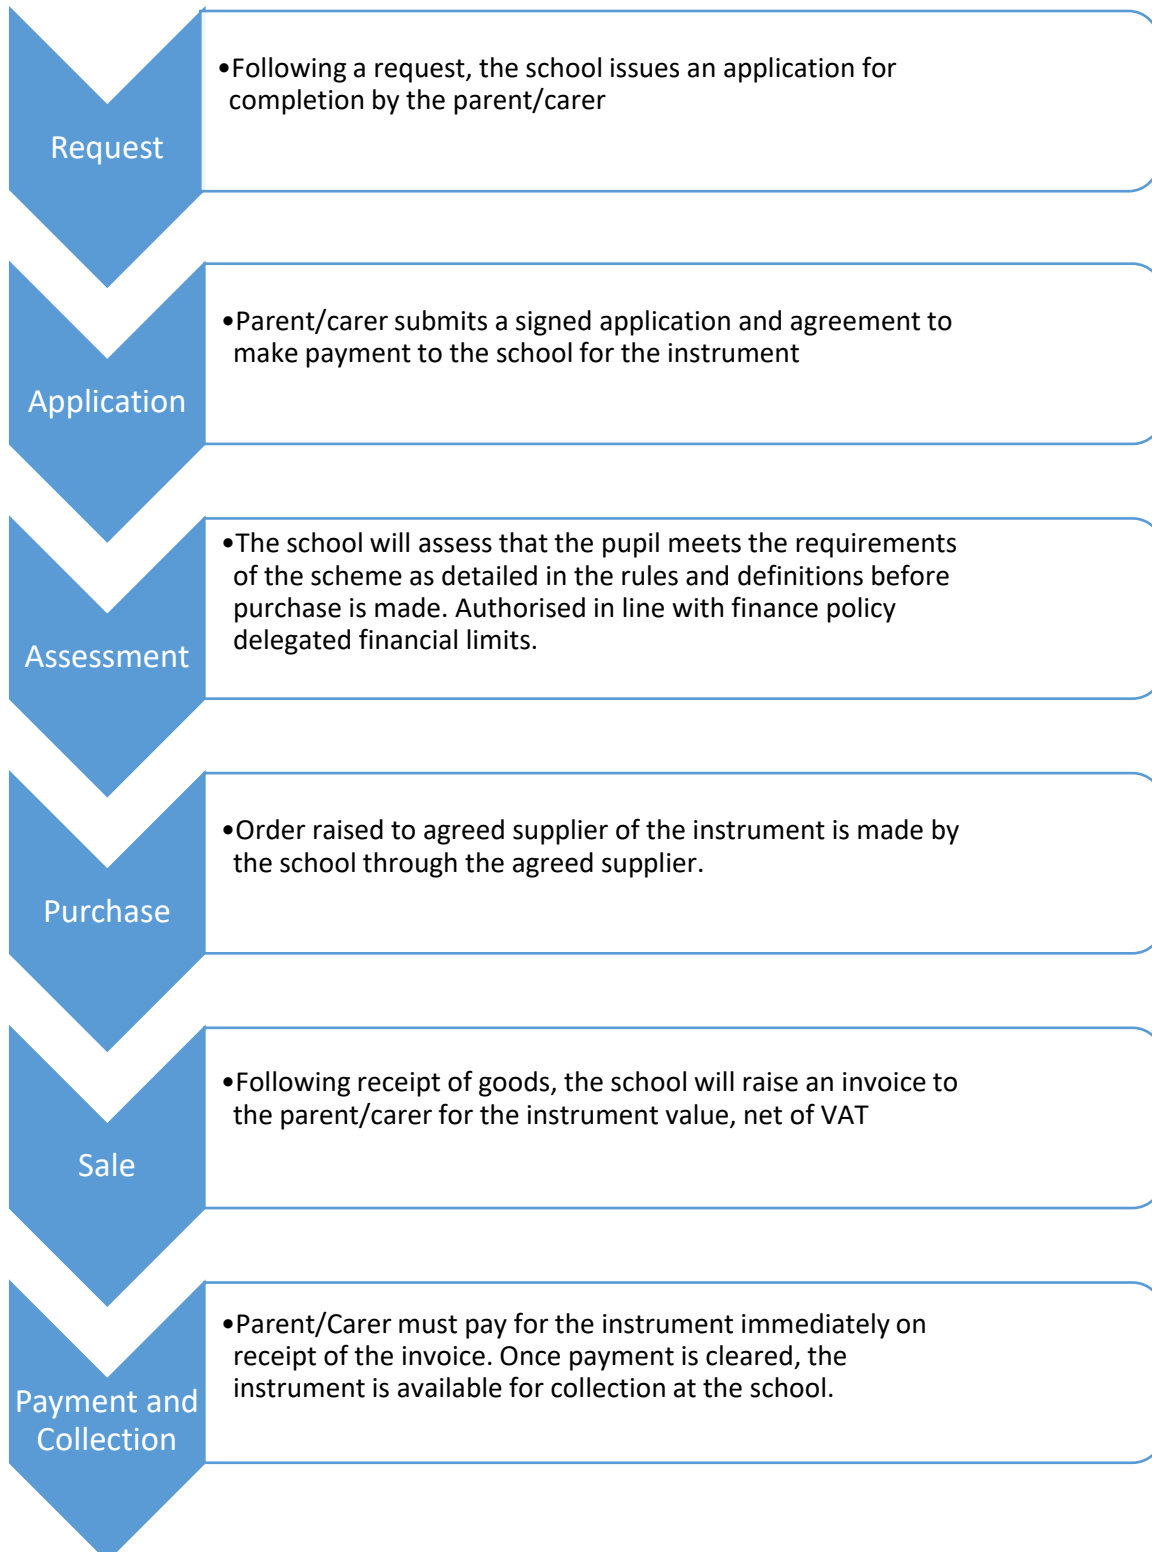 Request
•Following a request, the school issues an application for
completion by the parent/carer
Application
•Parent/carer submits a signed application and agreement to
make payment to the school for the instrument
Assessment
•The school will assess that the pupil meets the requirements
of the scheme as detailed in the rules and definitions before
purchase is made. Authorised in line with finance policy
delegated financial limits.
Purchase
•Order raised to agreed supplier of the instrument is made by
the school through the agreed supplier.
Sale
•Following receipt of goods, the school will raise an invoice to
the parent/carer for the instrument value, net of VAT
Payment and
Collection
•Parent/Carer must pay for the instrument immediately on
receipt of the invoice. Once payment is cleared, the
instrument is available for collection at the school.